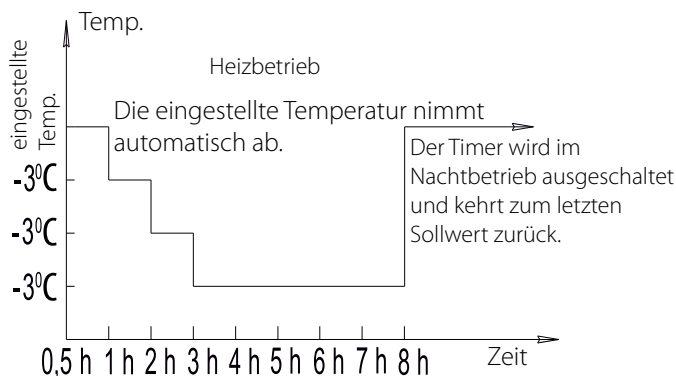 Temp.
eingestellte
Temp.
Heizbetrieb
Die eingestellte Temperatur nimmt
automatisch ab.
Der Timer wird im
Nachtbetrieb ausgeschaltet
und kehrt zum letzten
Sollwert zurück.
-3⁰C
-3⁰C
-3⁰C
0,5 h 1 h 2 h 3 h 4 h 5 h 6 h 7 h 8 h Zeit